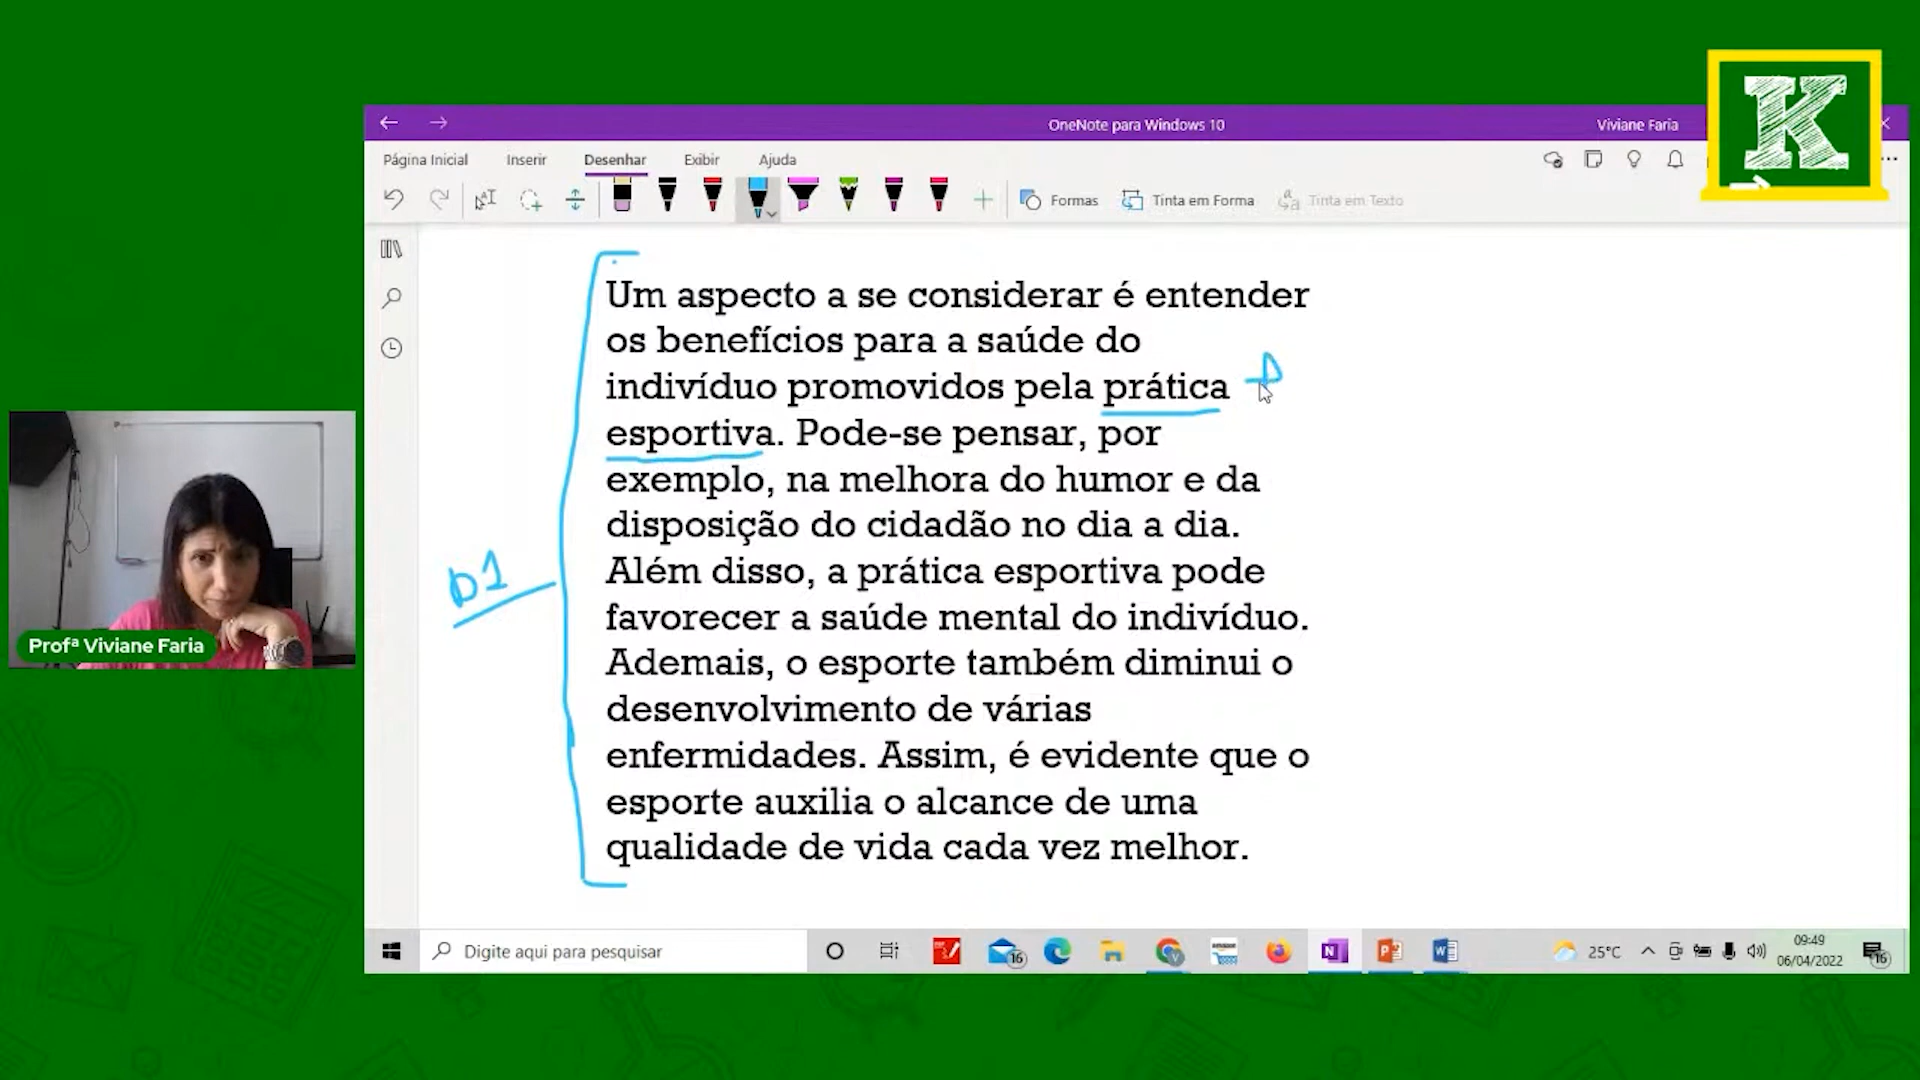 K
OneNote para Windows 10
Viviane Faria
Página Inicial
Inserir
Desenhar
Exibir
Ajuda
Formas
Tinta em Forma
Tinta em Texto
Um aspecto a se considerar é entender
os benefícios para a saúde do
indivíduo promovidos pela prática
esportiva. Pode-se pensar, por
exemplo, na melhora do humor e da
disposição do cidadão no dia a dia.
Além disso, a prática esportiva pode
favorecer a saúde mental do indivíduo.
Ademais, o esporte também diminui o
desenvolvimento de várias
enfermidades. Assim, é evidente que o
esporte auxilia o alcance de uma
qualidade de vida cada vez melhor.
D1
Profª Viviane Faria
Digite aqui para pesquisar
16
25°C
09:49
06/04/2022
16